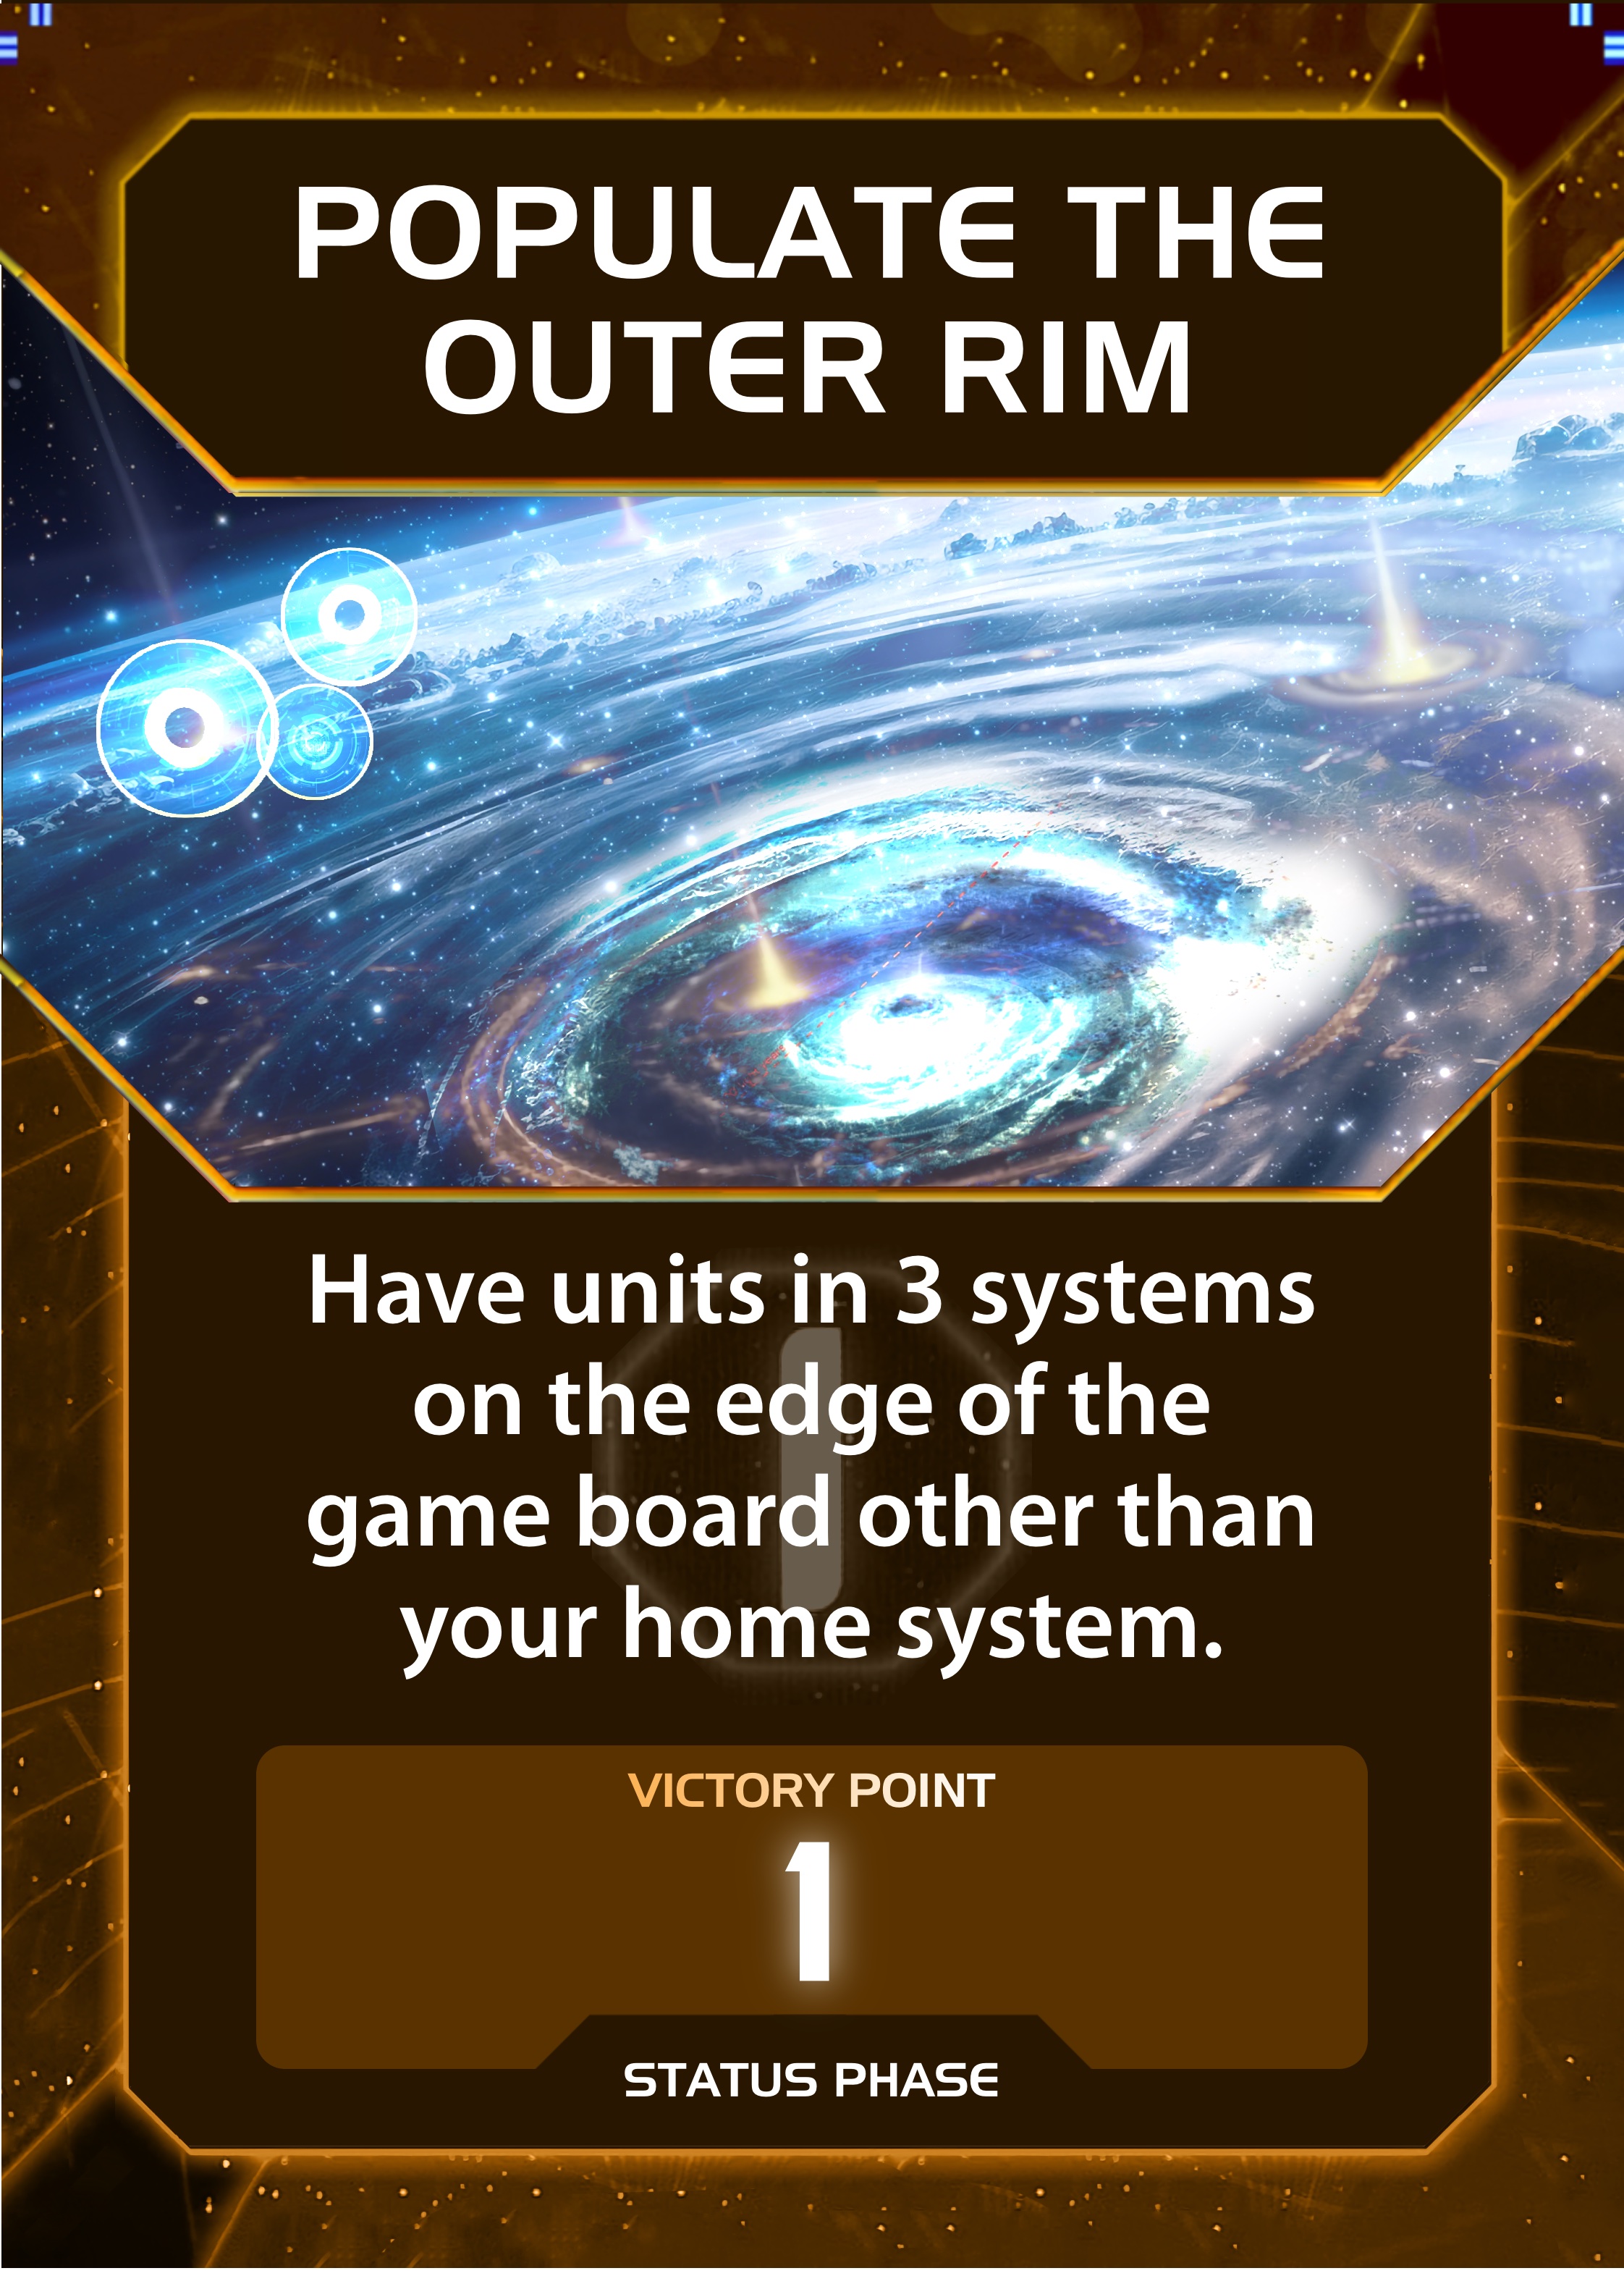 POPULATE THE
OUTER RIM
Have units in 3 systems
on the edge of the
game board other than
your home system.
VICTORY POINT
1
STATUS PHASE